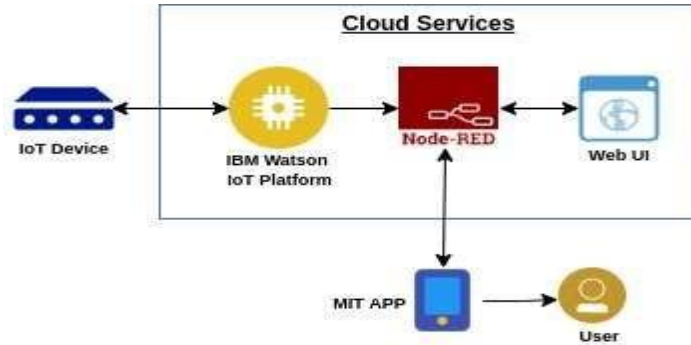 Cloud Services
IoT Device
IBM Watson
IoT Platform
Node-RED
Web UI
MIT APP
User